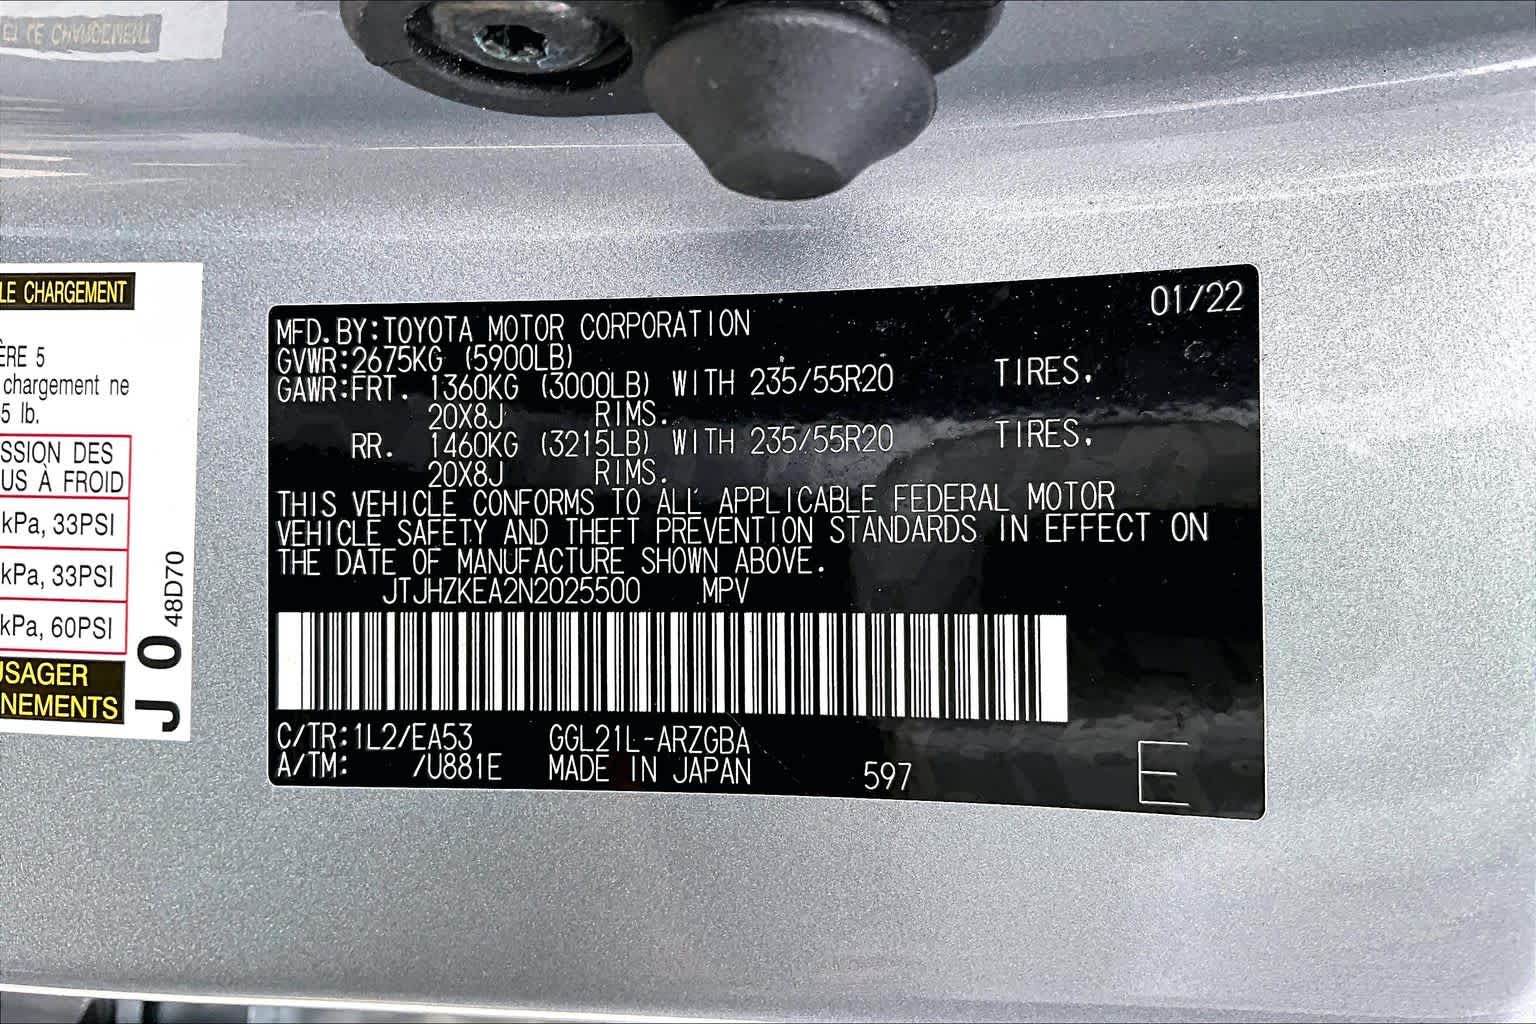 LE CHARGEMENT
ÈRE 5
chargement ne
5 lb.
SSION DES
US À FROID
kPa, 33PSI
kPa, 33PSI
kPa, 60PSI
USAGER
NEMENTS
J 0 48D70
01/22
MFD.BY:TOYOTA MOTOR CORPORATION
GVWR:2675KG (5900LB)
GAWR:FRT. 1360KG (3000LB) WITH 235/55R20 TIRES.
20X8J RIMS.
RR. 1460KG (3215LB) WITH 235/55R20 TIRES.
20X8J RIMS.
THIS VEHICLE CONFORMS TO ALL APPLICABLE FEDERAL MOTOR
VEHICLE SAFETY AND THEFT PREVENTION STANDARDS IN EFFECT ON
THE DATE OF MANUFACTURE SHOWN ABOVE.
JTJHZKEA2N2025500 MPV
C/TR:1L2/EA53 GGL21L-ARZGBA
A/TM: /U881E MADE IN JAPAN 597 E